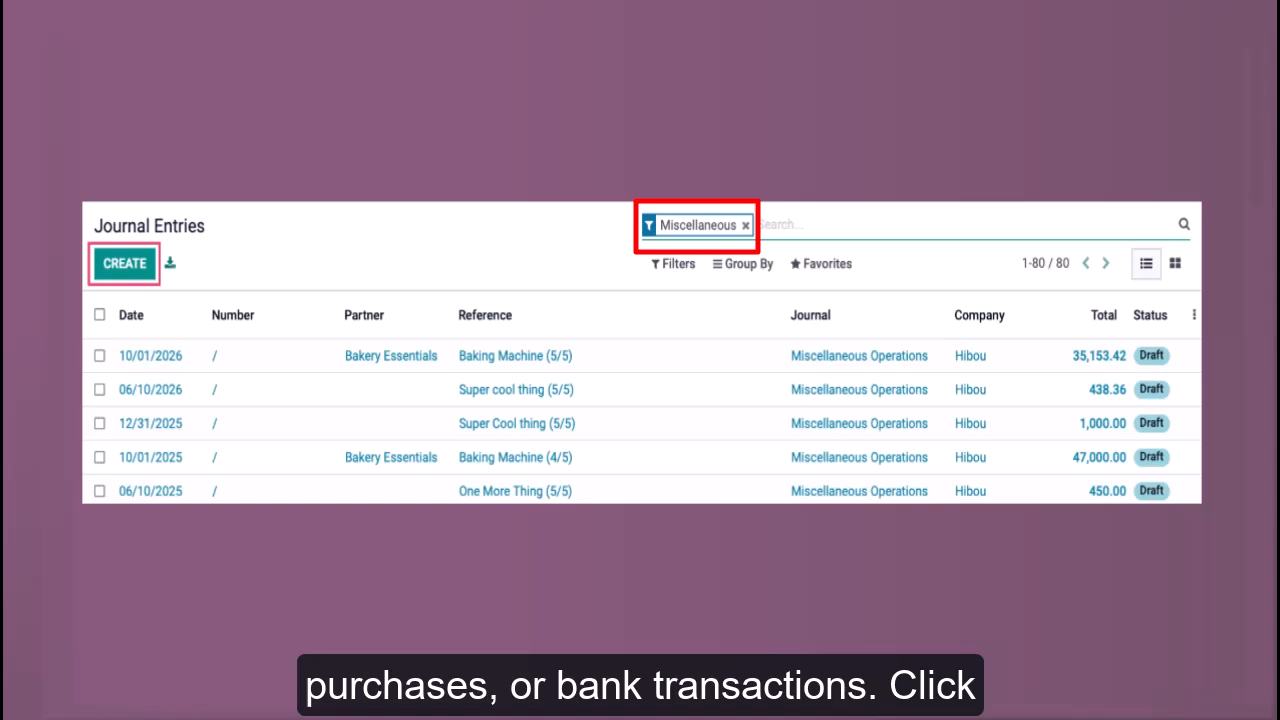 Journal Entries
Miscellaneous × Search...
CREATE
Filters Group By Favorites 1-80 / 80
Date Number Partner Reference Journal Company Total Status
10/01/2026 / Bakery Essentials Baking Machine (5/5) Miscellaneous Operations Hibou 35,153.42 Draft
06/10/2026 / Super cool thing (5/5) Miscellaneous Operations Hibou 438.36 Draft
12/31/2025 / Super Cool thing (5/5) Miscellaneous Operations Hibou 1,000.00 Draft
10/01/2025 / Bakery Essentials Baking Machine (4/5) Miscellaneous Operations Hibou 47,000.00 Draft
06/10/2025 / One More Thing (5/5) Miscellaneous Operations Hibou 450.00 Draft
purchases, or bank transactions. Click